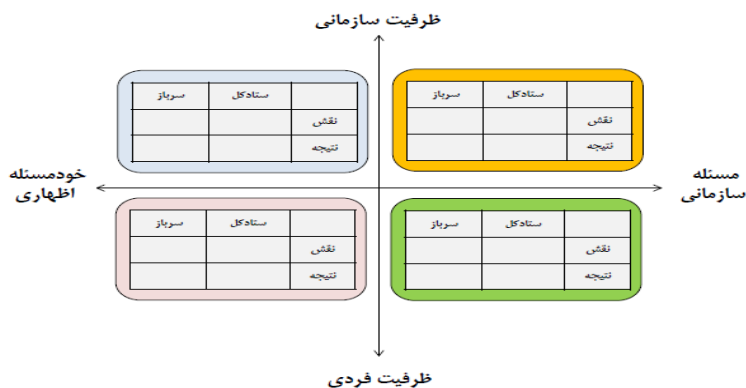 ظرفیت سازمانی
ستادکل سرباز
نقش
نتیجه
ستادکل سرباز
نقش
نتیجه
مسئله
سازمانی
خودمسئله
اظهاری
ستادکل سرباز
نقش
نتیجه
ستادکل سرباز
نقش
نتیجه
ظرفیت فردی